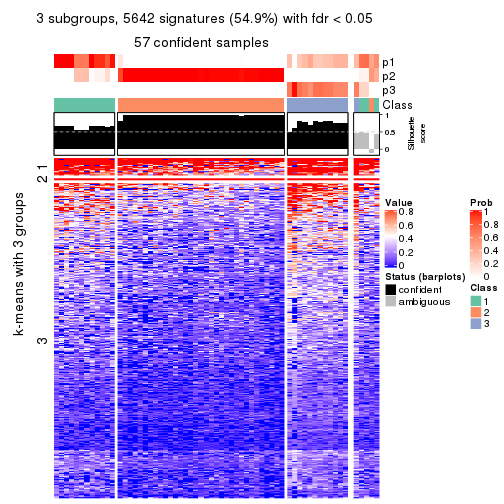 3 subgroups, 5642 signatures (54.9%) with fdr < 0.05
57 confident samples
p1
p2
p3
Class
1
0.5
0
Silhouette
score
k-means with 3 groups
1
2
3
Value
0.8
0.6
0.4
0.2
0
Status (barplots)
confident
ambiguous
Prob
1
0.8
0.6
0.4
0.2
0
Class
1
2
3